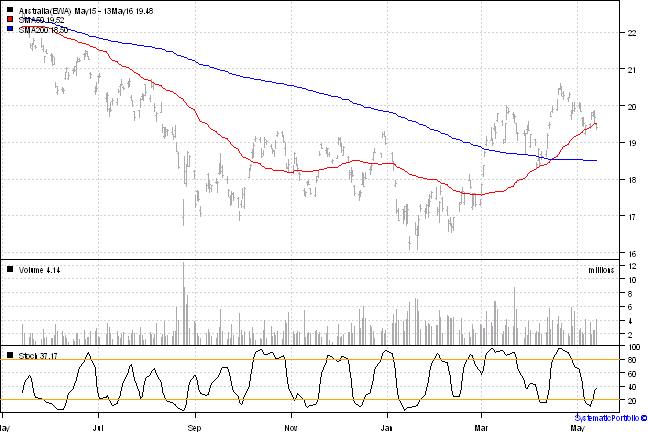 Australia(EWA) May15 - 13May16 19.48
SMA50 19.52
SMA200 18.50
22
21
20
19
18
17
16
Volume 4.14
millions
12
10
8
6
4
2
Stoch 37.17
100
80
60
40
20
May Jul Sep Nov Jan Mar May
SystematicPortfolio ©